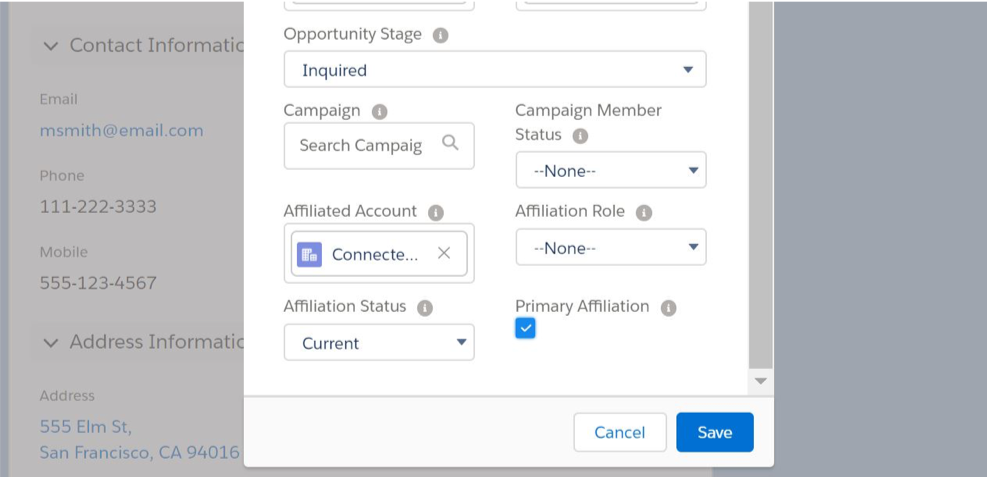 Contact Informatic
Email
msmith@email.com
Phone
111-222-3333
Mobile
555-123-4567
Address Informatic
Address
555 Elm St,
San Francisco, CA 94016
Opportunity Stage
Inquired
Campaign
Campaign Member
Status
Search Campaig
--None--
Affiliated Account
Affiliation Role
Connecte...
--None--
Affiliation Status
Primary Affiliation
Current
Cancel
Save